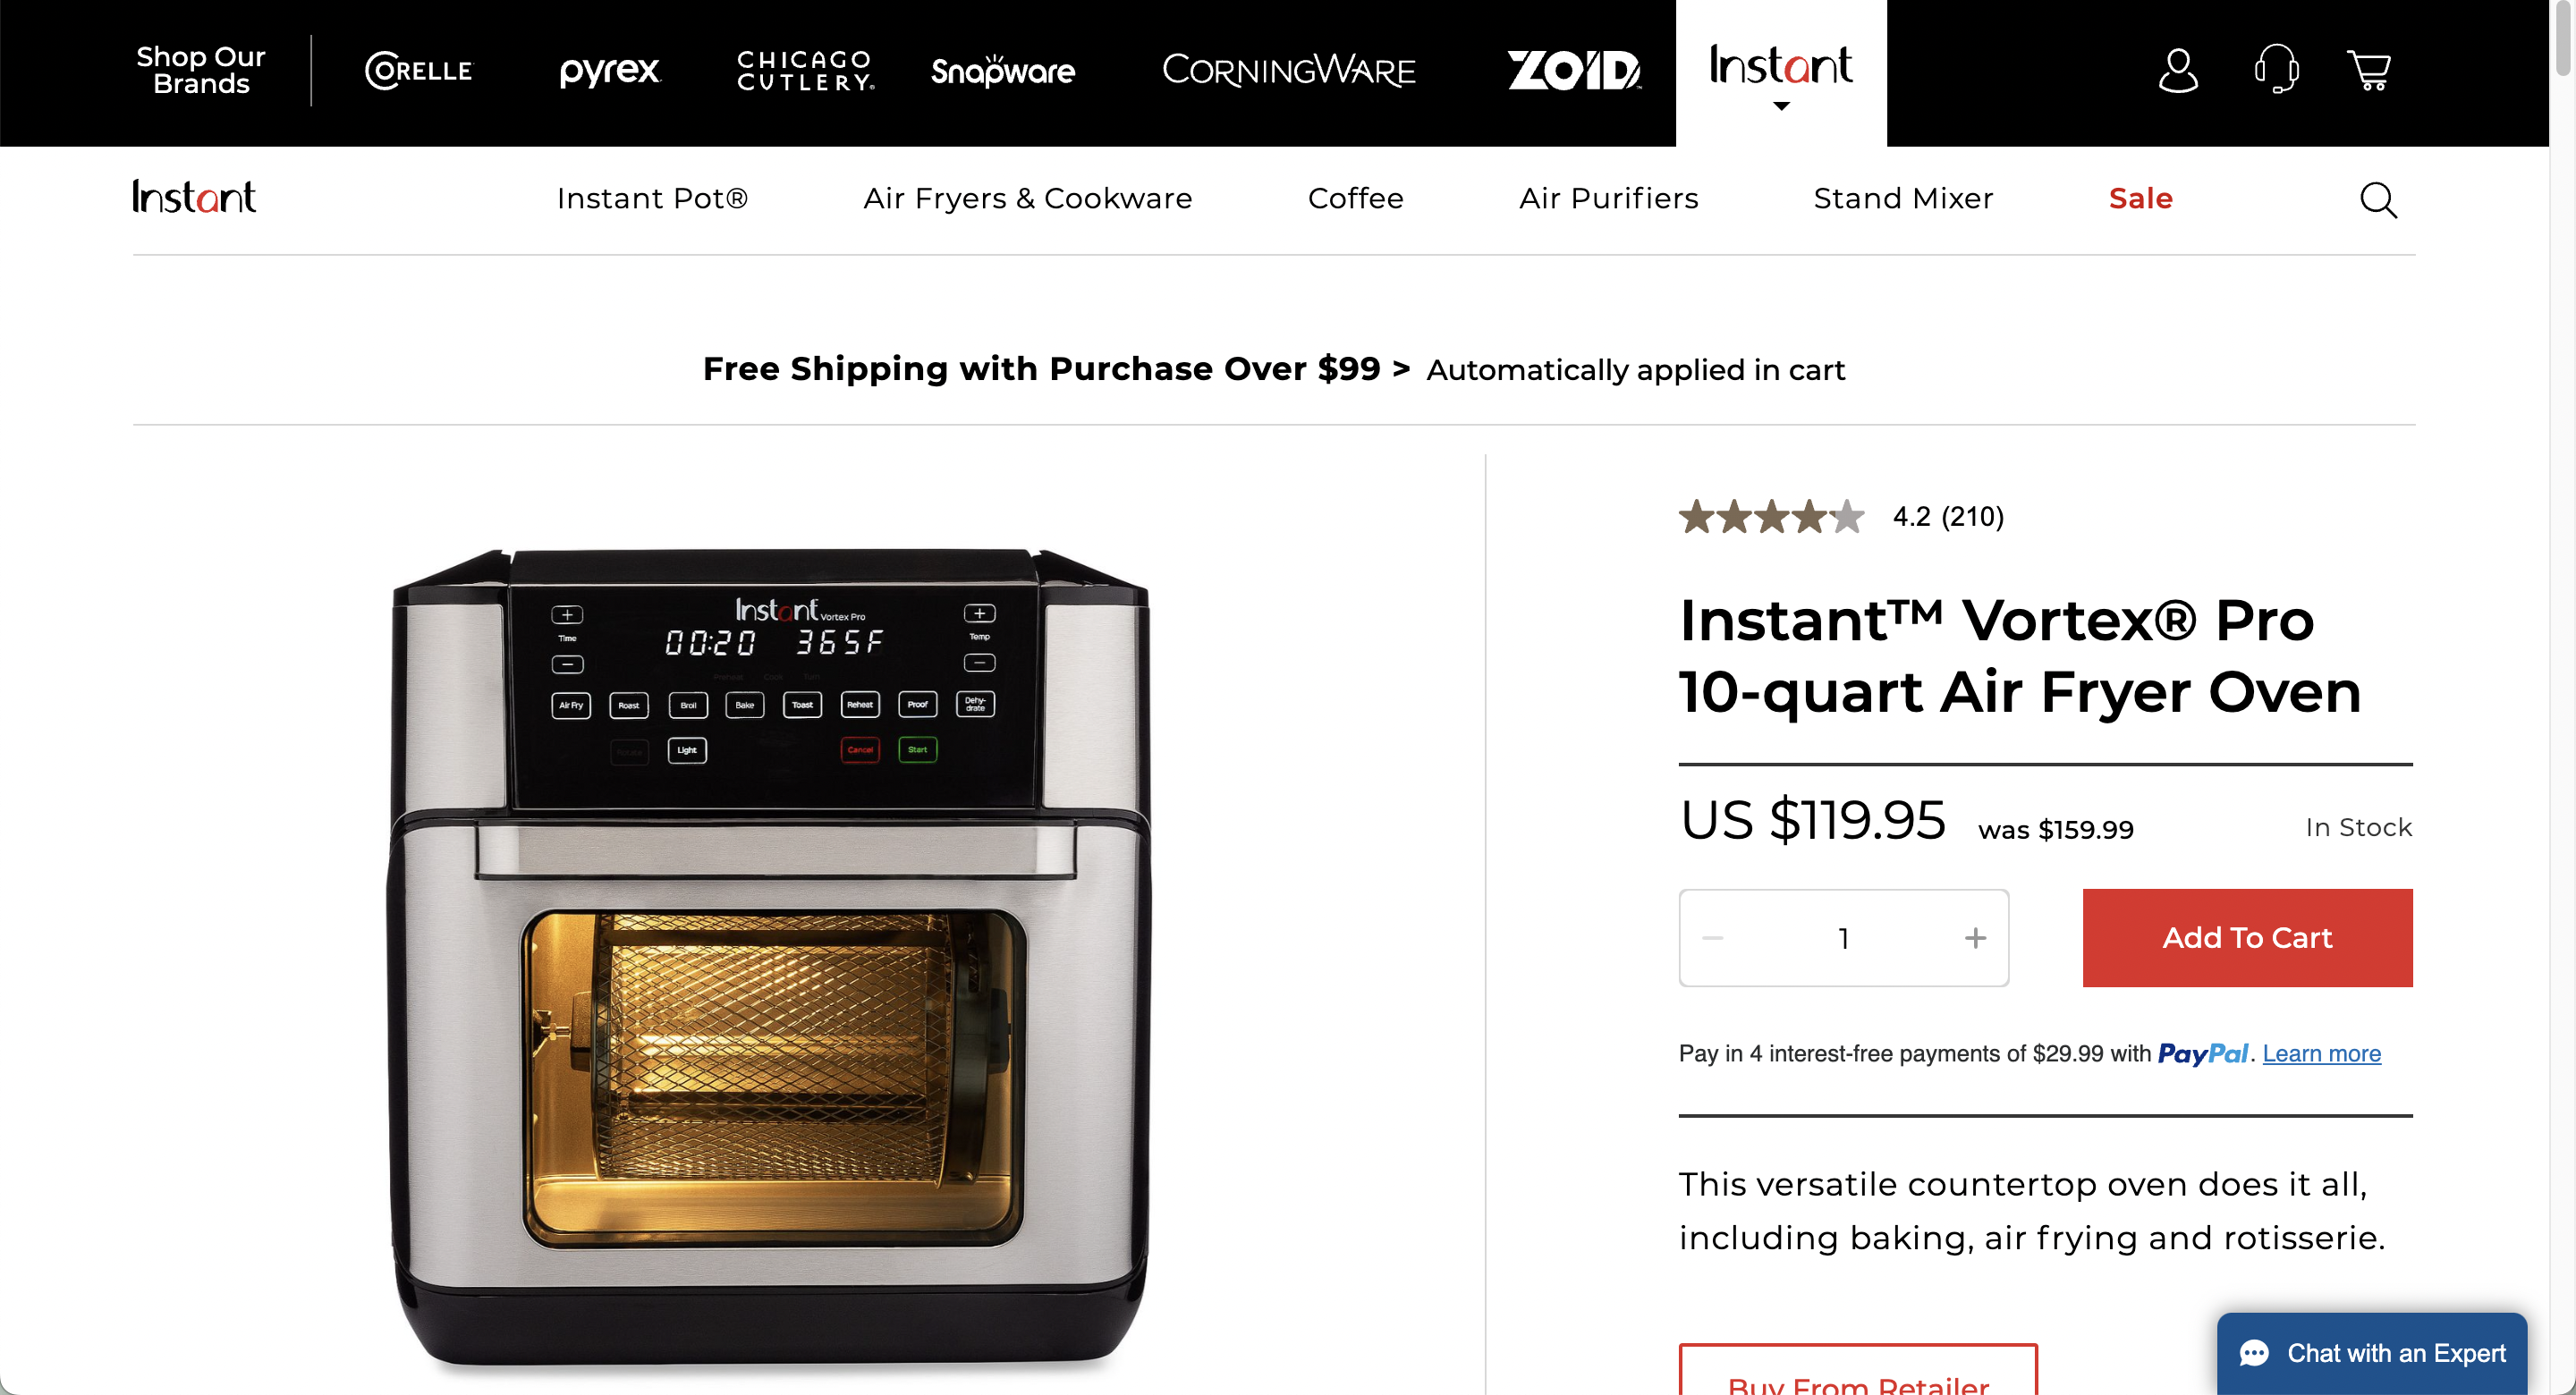 Shop Our
Brands
CORELLE
pyrex
CHICAGO
CUTLERY®
Snapware
CORNINGWARE
ZOID™
Instant
Instant
Instant Pot®
Air Fryers & Cookware
Coffee
Air Purifiers
Stand Mixer
Sale
Free Shipping with Purchase Over $99 > Automatically applied in cart
Instant Vortex Pro
+
Time
−
00:20 365F
+
Temp
−
Preheat Cook Turn
Air Fry
Roast
Broil
Bake
Toast
Reheat
Proof
Dehy-
drate
Rotate
Light
Cancel
Start
4.2 (210)
Instant™ Vortex® Pro
10-quart Air Fryer Oven
US $119.95 was $159.99
In Stock
− 1 +
Add To Cart
Pay in 4 interest-free payments of $29.99 with PayPal. Learn more
This versatile countertop oven does it all,
including baking, air frying and rotisserie.
Buy From Retailer
Chat with an Expert